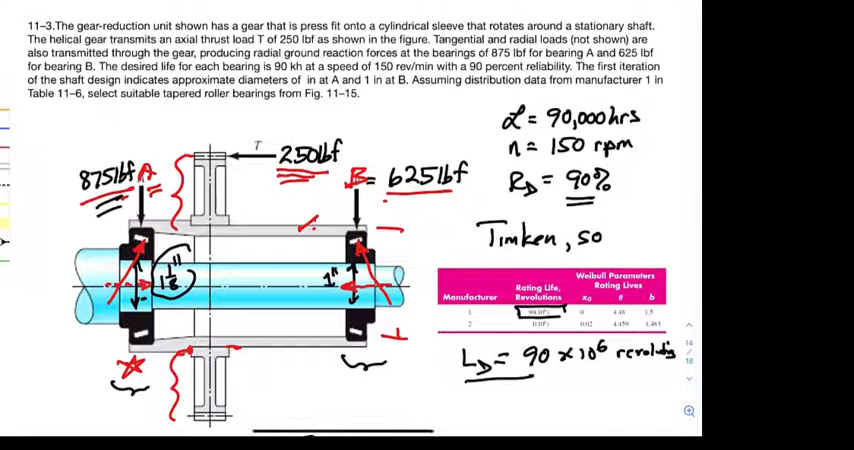 11–3.The gear-reduction unit shown has a gear that is press fit onto a cylindrical sleeve that rotates around a stationary shaft.
The helical gear transmits an axial thrust load T of 250 lbf as shown in the figure. Tangential and radial loads (not shown) are
also transmitted through the gear, producing radial ground reaction forces at the bearings of 875 lbf for bearing A and 625 lbf
for bearing B. The desired life for each bearing is 90 kh at a speed of 150 rev/min with a 90 percent reliability. The first iteration
of the shaft design indicates approximate diameters of in at A and 1 in at B. Assuming distribution data from manufacturer 1 in
Table 11–6, select suitable tapered roller bearings from Fig. 11–15.
L = 90,000 hrs
n = 150 rpm
R_D = 90%
T
250 lbf
875 lbf A
B = 625 lbf
Timken, so
1 1/8"
1"
Weibull Parameters
Rating Lives
Rating Life,
Revolutions
Manufacturer
x0 θ b
1 90(10⁶) 0 4.48 1.5
2 1(10⁶) 0.02 4.459 1.483
L_D = 90 × 10⁶
14
/
18